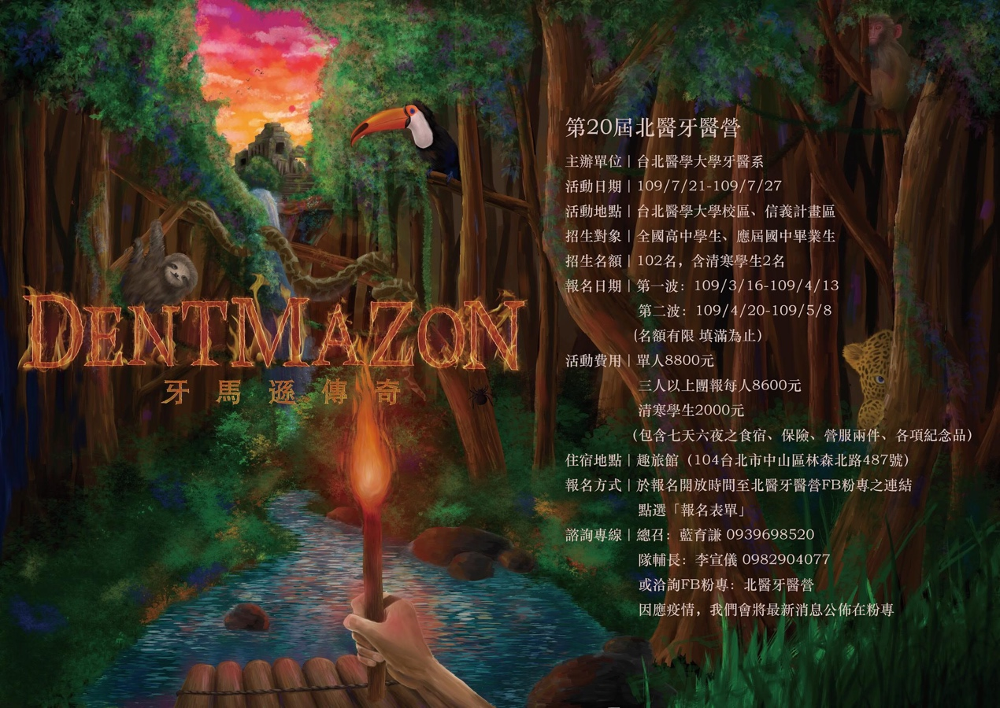 DENTMAZON
牙馬遜傳奇
第20屆北醫牙醫營
主辦單位｜台北醫學大學牙醫系
活動日期｜109/7/21-109/7/27
活動地點｜台北醫學大學校區、信義計畫區
招生對象｜全國高中學生、應屆國中畢業生
招生名額｜102名，含清寒學生2名
報名日期｜第一波：109/3/16-109/4/13
第二波：109/4/20-109/5/8
(名額有限 填滿為止)
活動費用｜單人8800元
三人以上團報每人8600元
清寒學生2000元
(包含七天六夜之食宿、保險、營服兩件、各項紀念品)
住宿地點｜趣旅館（104台北市中山區林森北路487號）
報名方式｜於報名開放時間至北醫牙醫營FB粉專之連結
點選「報名表單」
諮詢專線｜總召：藍育謙 0939698520
隊輔長：李宣儀 0982904077
或洽詢FB粉專：北醫牙醫營
因應疫情，我們會將最新消息公佈在粉專